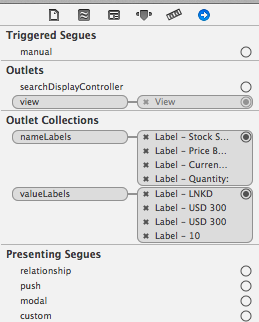 Triggered Segues
manual
Outlets
searchDisplayController
view
View
Outlet Collections
nameLabels
Label – Stock S...
Label – Price B...
Label – Curren...
Label – Quantity:
valueLabels
Label – LNKD
Label – USD 300
Label – USD 300
Label – 10
Presenting Segues
relationship
push
modal
custom